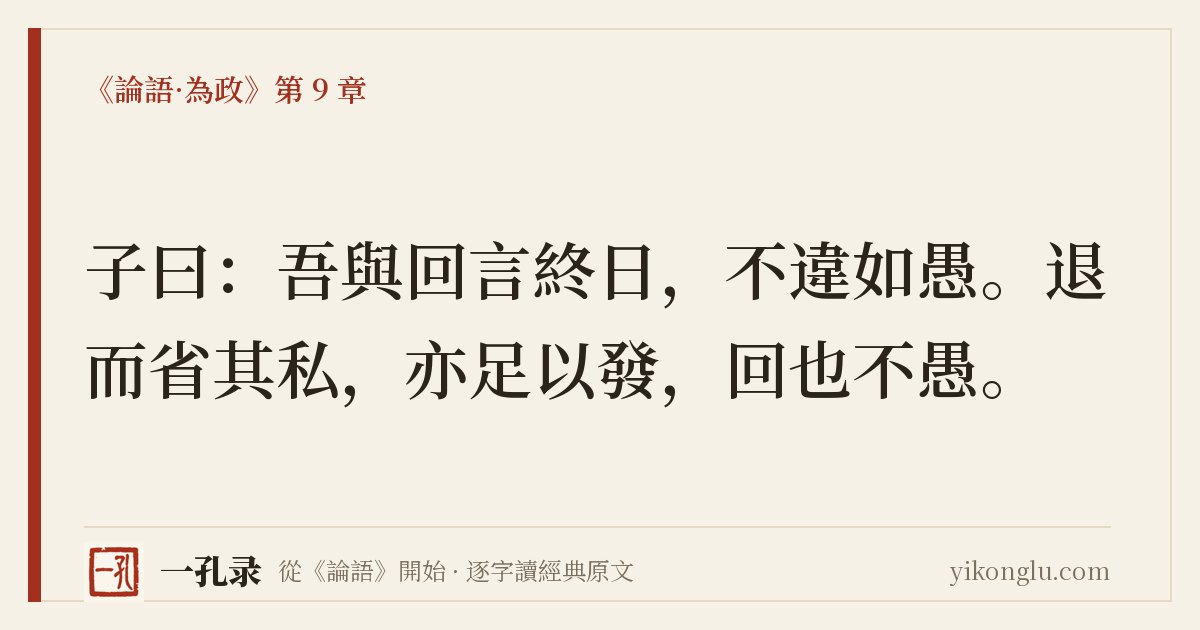 《論語·為政》第 9 章
子曰：吾與回言終日，不違如愚。退
而省其私，亦足以發，回也不愚。
一孔
一孔录 從《論語》開始 · 逐字讀經典原文
yikonglu.com